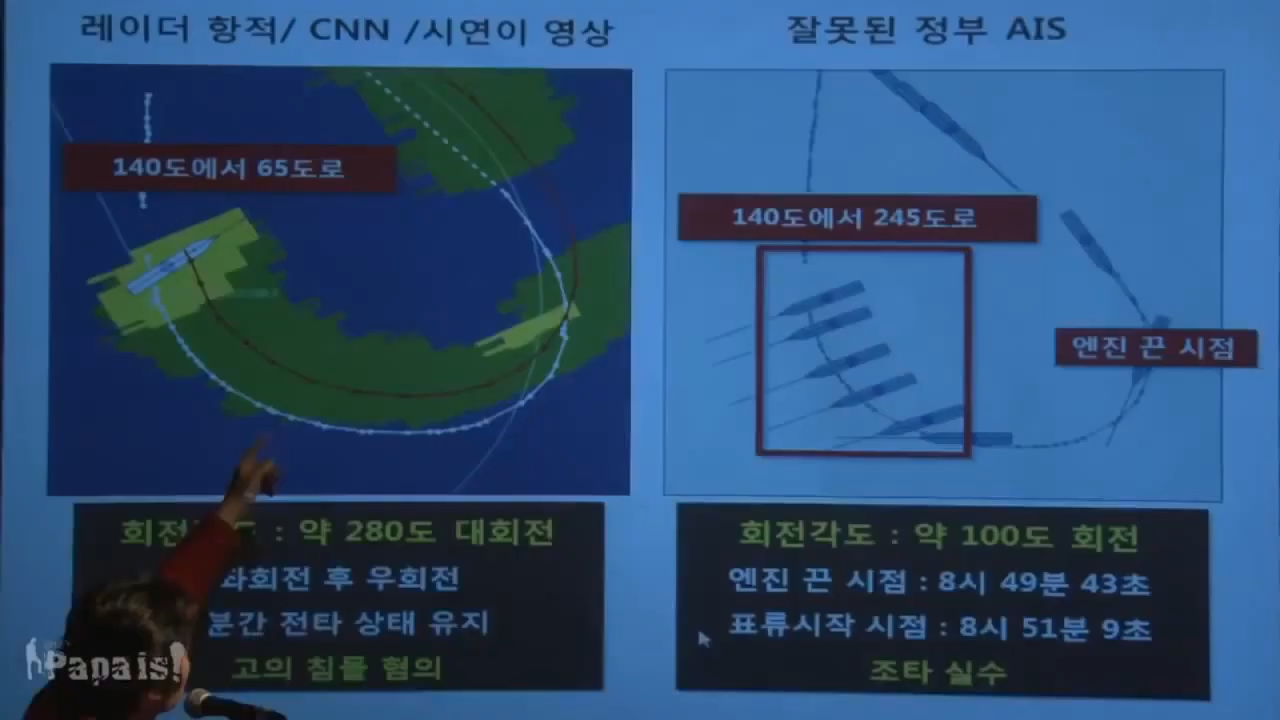 레이더 항적/ CNN /시연이 영상
140도에서 65도로
회전 도 : 약 280도 대회전
좌회전 후 우회전
분간 전타 상태 유지
고의 침몰 혐의
잘못된 정부 AIS
140도에서 245도로
엔진 끈 시점
회전각도 : 약 100도 회전
엔진 끈 시점 : 8시 49분 43초
표류시작 시점 : 8시 51분 9초
조타 실수
Papa is!